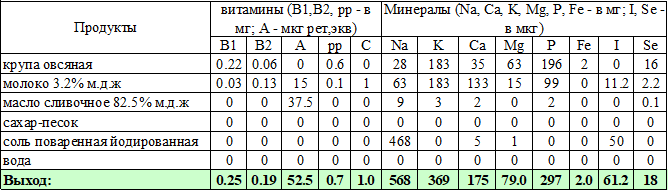 Продукты витамины (В1,В2, рр - в мг; А - мкг рет,экв) Минералы (Na, Ca, K, Mg, P, Fe - в мг; I, Se - в мкг)
B1 B2 A pp C Na K Ca Mg P Fe I Se
крупа овсяная 0.22 0.06 0 0.6 0 28 183 35 63 196 2 0 16
молоко 3.2% м.д.ж 0.03 0.13 15 0.1 1 63 183 133 15 99 0 11.2 2.2
масло сливочное 82.5% м.д.ж 0 0 37.5 0 0 9 3 2 0 2 0 0 0.1
сахар-песок 0 0 0 0 0 0 0 0 0 0 0 0 0
соль поваренная йодированная 0 0 0 0 0 468 0 5 1 0 0 50 0
вода 0 0 0 0 0 0 0 0 0 0 0 0 0
Выход: 0.25 0.19 52.5 0.7 1.0 568 369 175 79.0 297 2.0 61.2 18